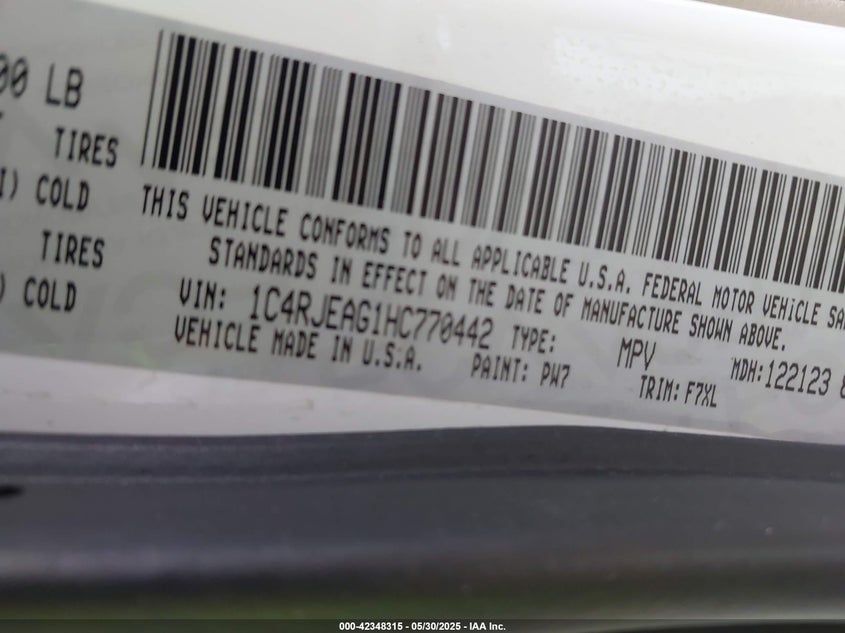 00 LB
TIRES
I) COLD
TIRES
) COLD
THIS VEHICLE CONFORMS TO ALL APPLICABLE U.S.A. FEDERAL MOTOR VEHICLE SA
STANDARDS IN EFFECT ON THE DATE OF MANUFACTURE SHOWN ABOVE.
VIN: 1C4RJEAG1HC770442 TYPE: MPV MDH:122123
VEHICLE MADE IN U.S.A. PAINT: PW7 TRIM: F7XL
000-42348315 - 05/30/2025 - IAA Inc.